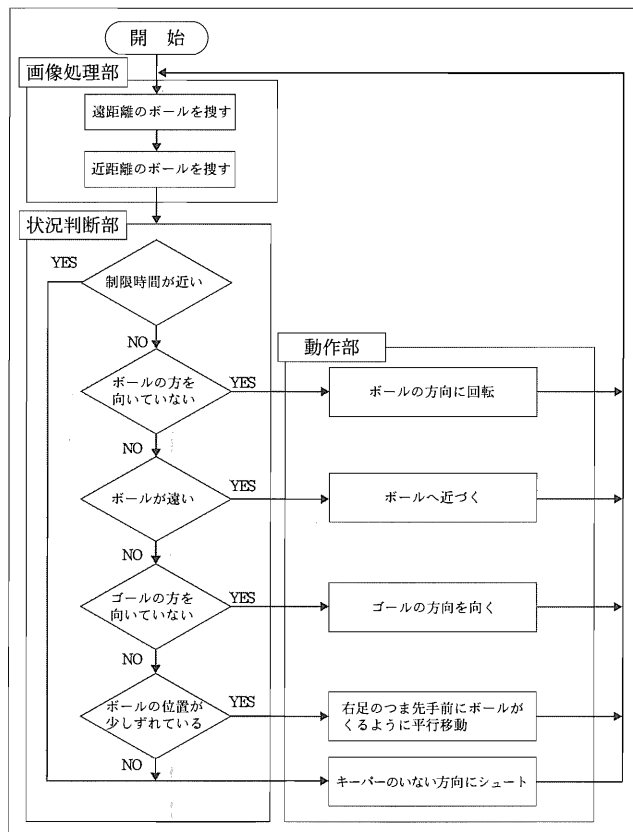 開　始
画像処理部
遠距離のボールを捜す
近距離のボールを捜す
状況判断部
YES
制限時間が近い
NO
動作部
ボールの方を
向いていない
YES
ボールの方向に回転
NO
ボールが遠い
YES
ボールへ近づく
NO
ゴールの方を
向いていない
YES
ゴールの方向を向く
NO
ボールの位置が
少しずれている
YES
右足のつま先手前にボールが
くるように平行移動
NO
キーパーのいない方向にシュート